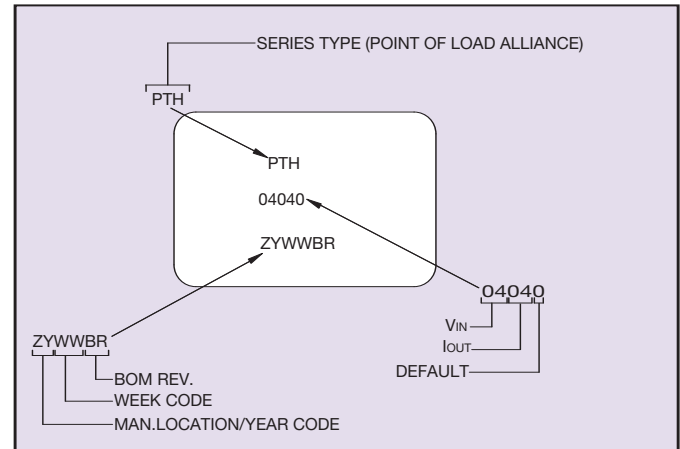 SERIES TYPE (POINT OF LOAD ALLIANCE)
PTH
PTH
04040
ZYWWBR
04040
VIN
IOUT
DEFAULT
ZYWWBR
BOM REV.
WEEK CODE
MAN.LOCATION/YEAR CODE